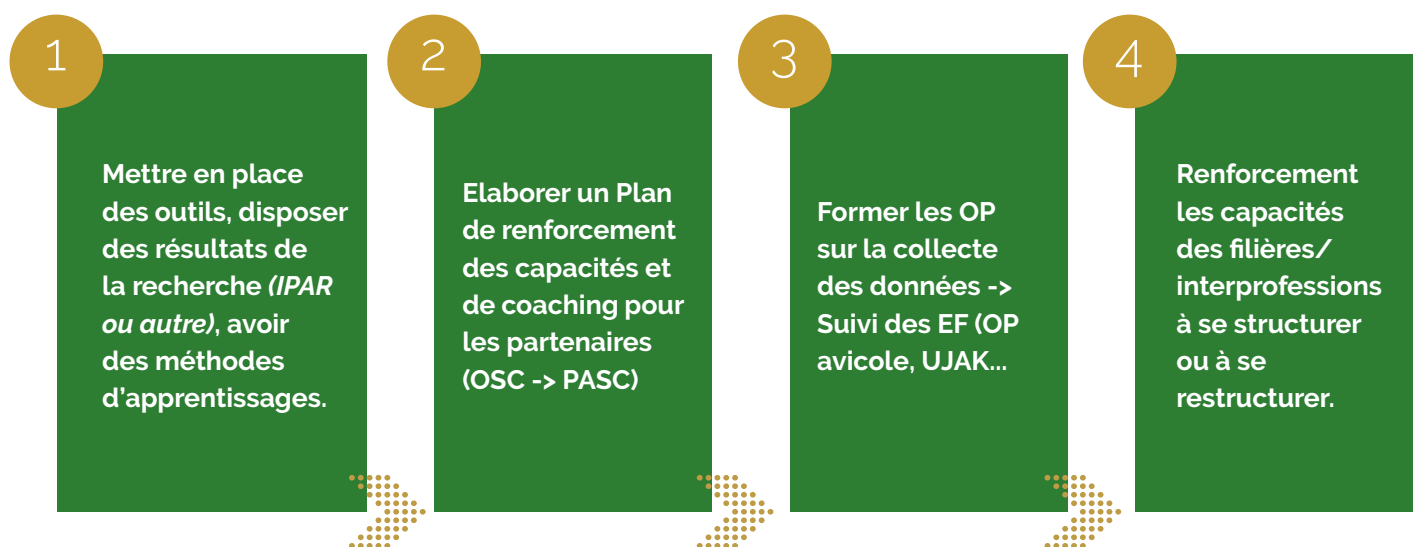 1
Mettre en place
des outils, disposer
des résultats de
la recherche (IPAR
ou autre), avoir
des méthodes
d'apprentissages.
2
Elaborer un Plan
de renforcement
des capacités et
de coaching pour
les partenaires
(OSC -> PASC)
3
Former les OP
sur la collecte
des données ->
Suivi des EF (OP
avicole, UJAK...
4
Renforcement
les capacités
des filières/
interprofessions
à se structurer
ou à se
restructurer.